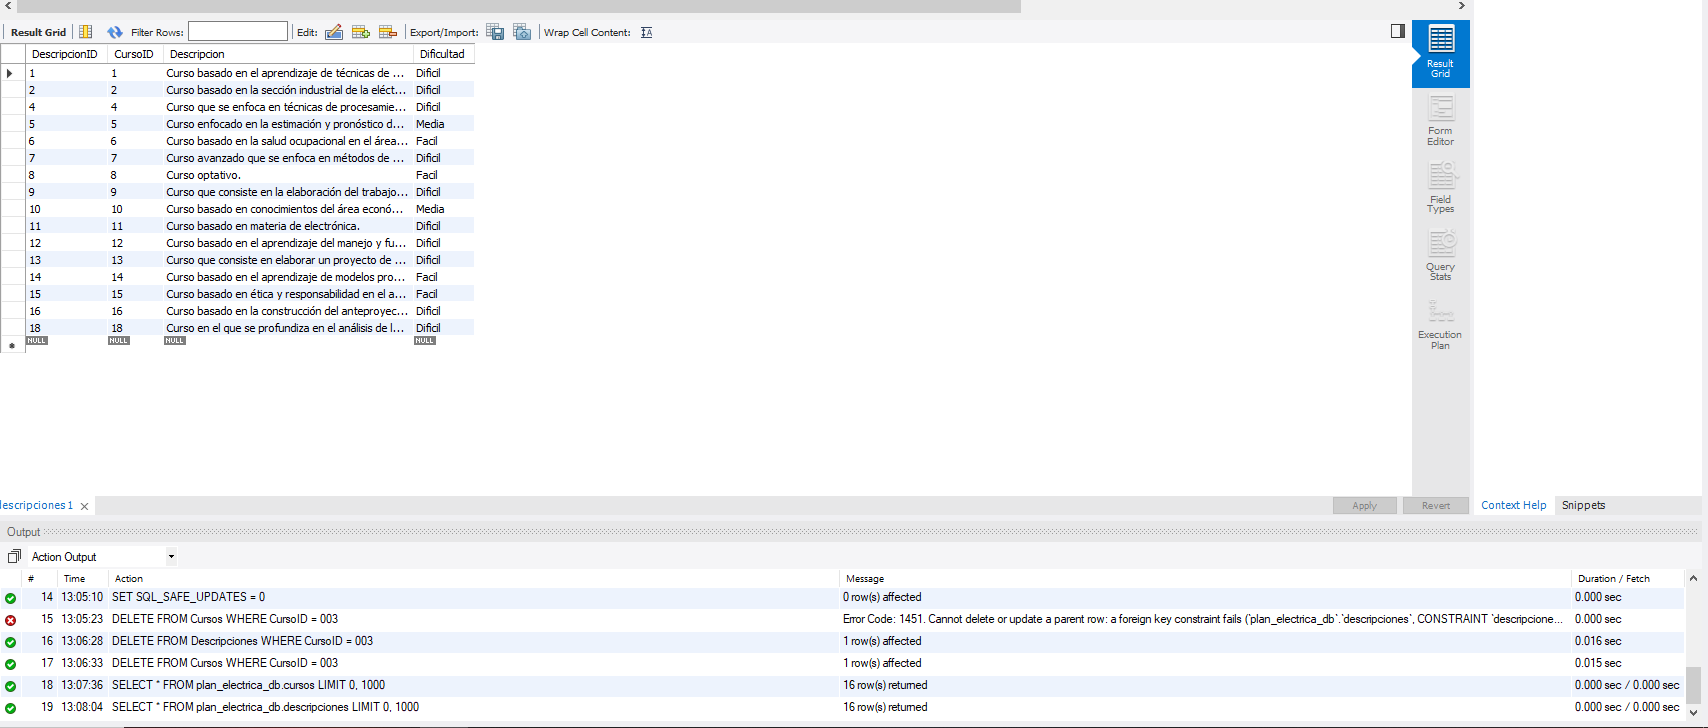 Result Grid Filter Rows: Edit: Export/Import: Wrap Cell Content: IA
DescripcionID CursoID Descripcion Dificultad
1 1 Curso basado en el aprendizaje de técnicas de ... Dificil
2 2 Curso basado en la sección industrial de la eléct... Dificil
4 4 Curso que se enfoca en técnicas de procesamie... Dificil
5 5 Curso enfocado en la estimación y pronóstico d... Media
6 6 Curso basado en la salud ocupacional en el área... Facil
7 7 Curso avanzado que se enfoca en métodos de ... Dificil
8 8 Curso optativo. Facil
9 9 Curso que consiste en la elaboración del trabajo... Dificil
10 10 Curso basado en conocimientos del área econó... Media
11 11 Curso basado en materia de electrónica. Dificil
12 12 Curso basado en el aprendizaje del manejo y fu... Dificil
13 13 Curso que consiste en elaborar un proyecto de ... Dificil
14 14 Curso basado en el aprendizaje de modelos pro... Facil
15 15 Curso basado en ética y responsabilidad en el a... Facil
16 16 Curso basado en la construcción del anteproyec... Dificil
18 18 Curso en el que se profundiza en el análisis de l... Dificil
NULL NULL NULL NULL
Result
Grid
Form
Editor
Field
Types
Query
Stats
Execution
Plan
descripciones 1 Apply Revert Context Help Snippets
Output
Action Output
# Time Action Message Duration / Fetch
14 13:05:10 SET SQL_SAFE_UPDATES = 0 0 row(s) affected 0.000 sec
15 13:05:23 DELETE FROM Cursos WHERE CursoID = 003 Error Code: 1451. Cannot delete or update a parent row: a foreign key constraint fails (`plan_electrica_db`.`descripciones`, CONSTRAINT `descripcione... 0.000 sec
16 13:06:28 DELETE FROM Descripciones WHERE CursoID = 003 1 row(s) affected 0.016 sec
17 13:06:33 DELETE FROM Cursos WHERE CursoID = 003 1 row(s) affected 0.015 sec
18 13:07:36 SELECT * FROM plan_electrica_db.cursos LIMIT 0, 1000 16 row(s) returned 0.000 sec / 0.000 sec
19 13:08:04 SELECT * FROM plan_electrica_db.descripciones LIMIT 0, 1000 16 row(s) returned 0.000 sec / 0.000 sec